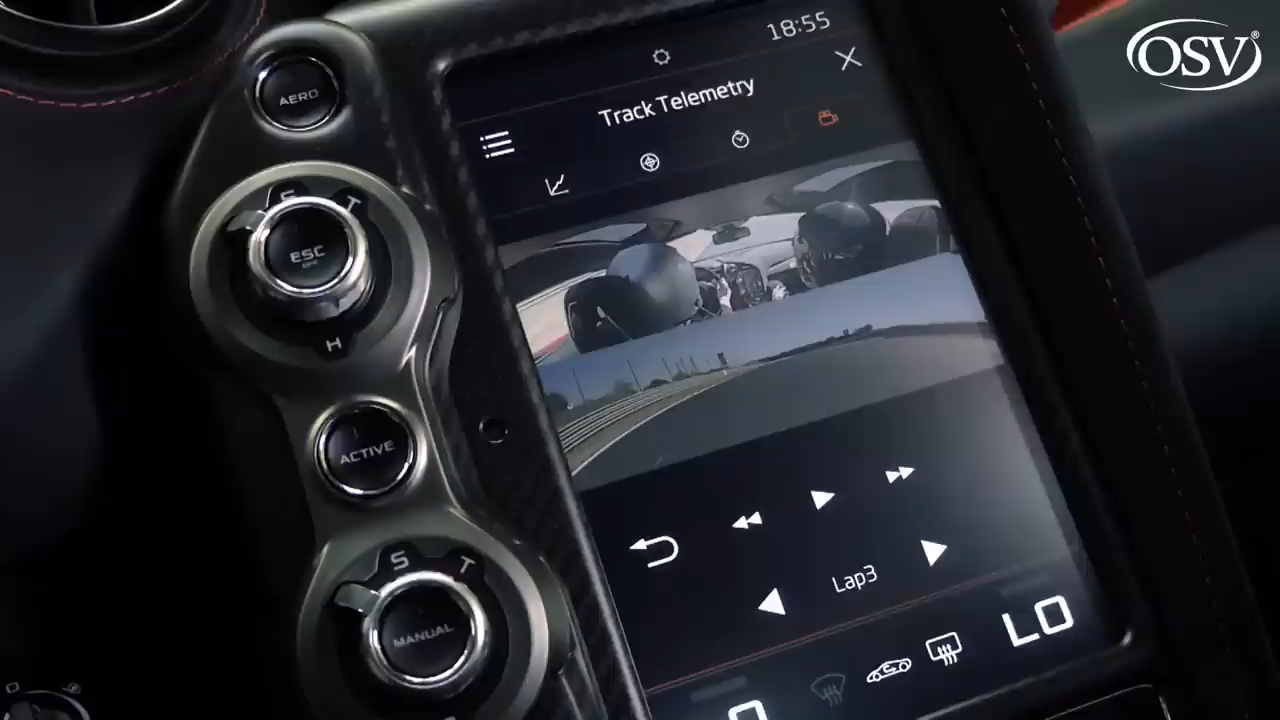 OSV®
18:55
Track Telemetry
AERO
S T
ESC
H
ACTIVE
S T
MANUAL
Lap3
LO